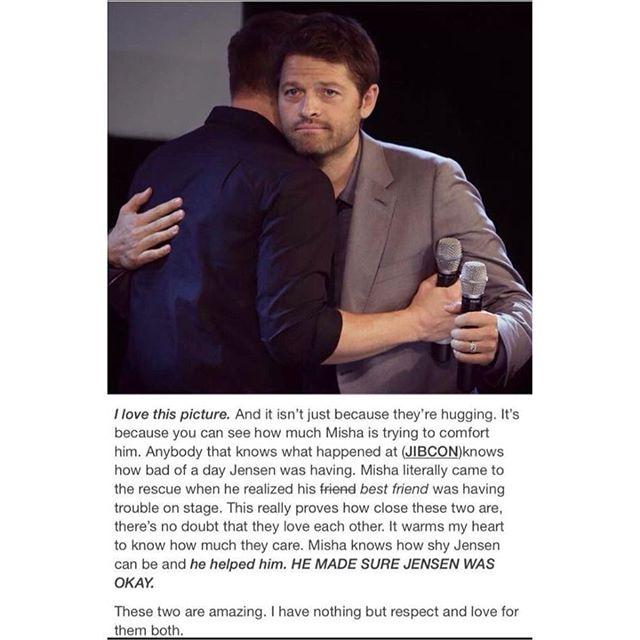 I love this picture. And it isn't just because they're hugging. It's
because you can see how much Misha is trying to comfort
him. Anybody that knows what happened at (JIBCON)knows
how bad of a day Jensen was having. Misha literally came to
the rescue when he realized his friend best friend was having
trouble on stage. This really proves how close these two are,
there's no doubt that they love each other. It warms my heart
to know how much they care. Misha knows how shy Jensen
can be and he helped him. HE MADE SURE JENSEN WAS
OKAY.
These two are amazing. I have nothing but respect and love for
them both.